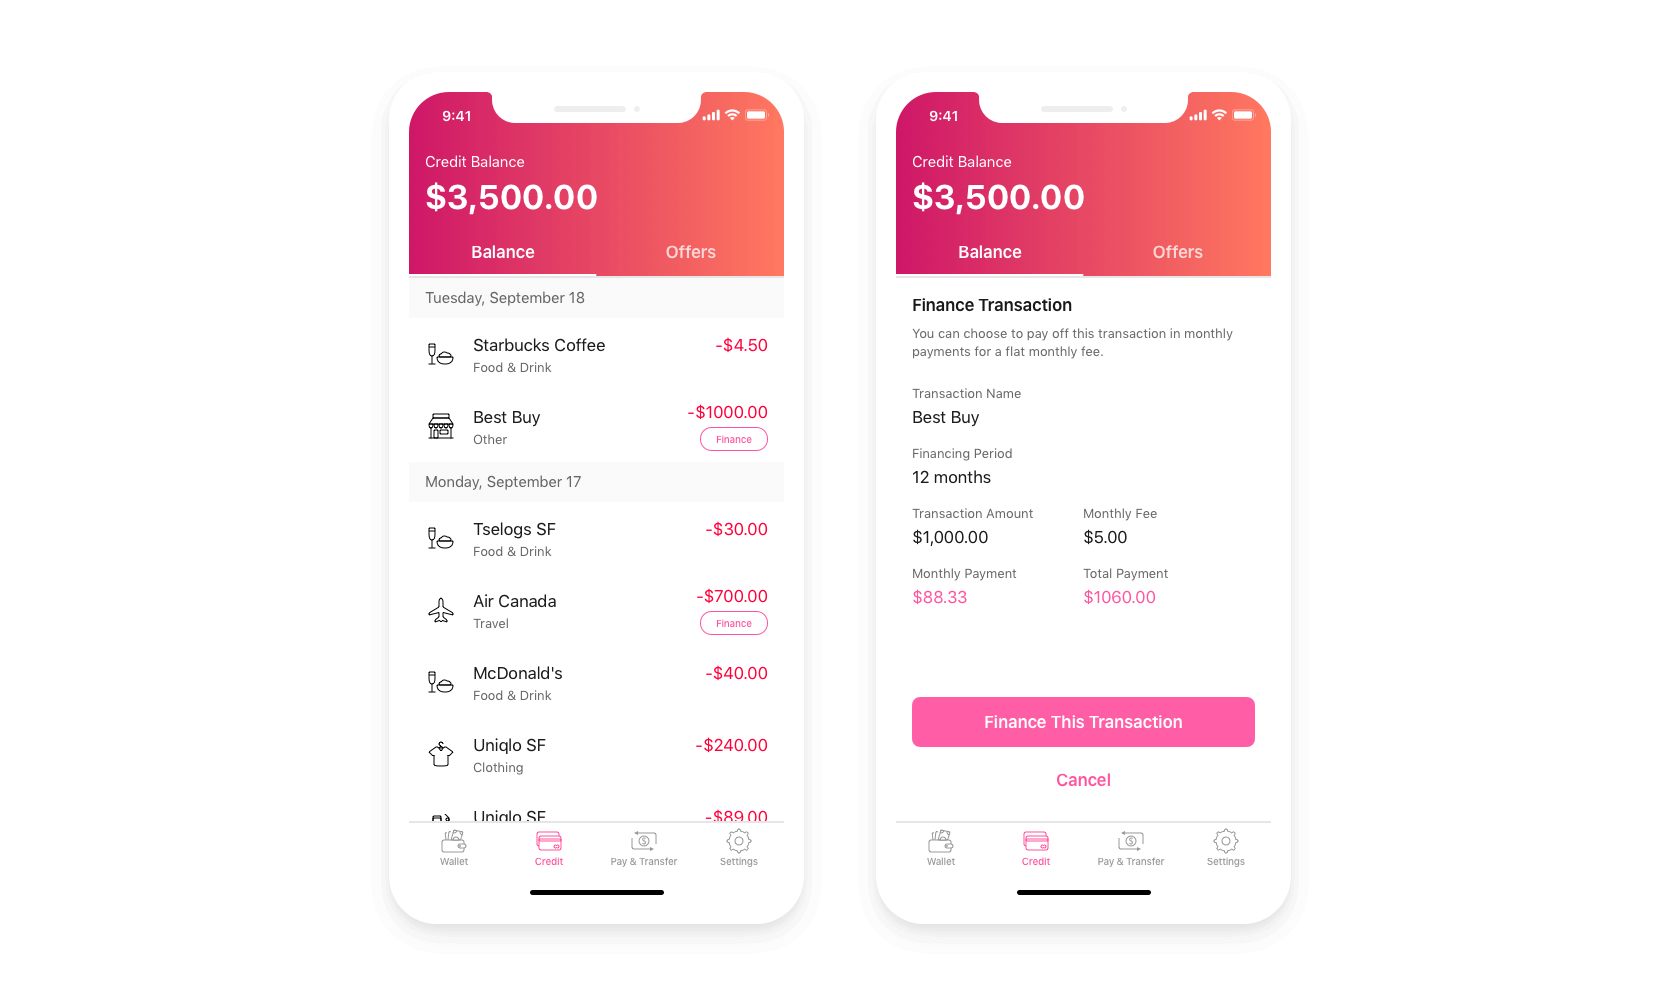 9:41
Credit Balance
$3,500.00
Balance Offers
Tuesday, September 18
Starbucks Coffee -$4.50
Food & Drink
Best Buy -$1000.00
Other Finance
Monday, September 17
Tselogs SF -$30.00
Food & Drink
Air Canada -$700.00
Travel Finance
McDonald's -$40.00
Food & Drink
Uniqlo SF -$240.00
Clothing
Uniqlo SF -$89.00
Wallet Credit Pay & Transfer Settings
9:41
Credit Balance
$3,500.00
Balance Offers
Finance Transaction
You can choose to pay off this transaction in monthly
payments for a flat monthly fee.
Transaction Name
Best Buy
Financing Period
12 months
Transaction Amount Monthly Fee
$1,000.00 $5.00
Monthly Payment Total Payment
$88.33 $1060.00
Finance This Transaction
Cancel
Wallet Credit Pay & Transfer Settings